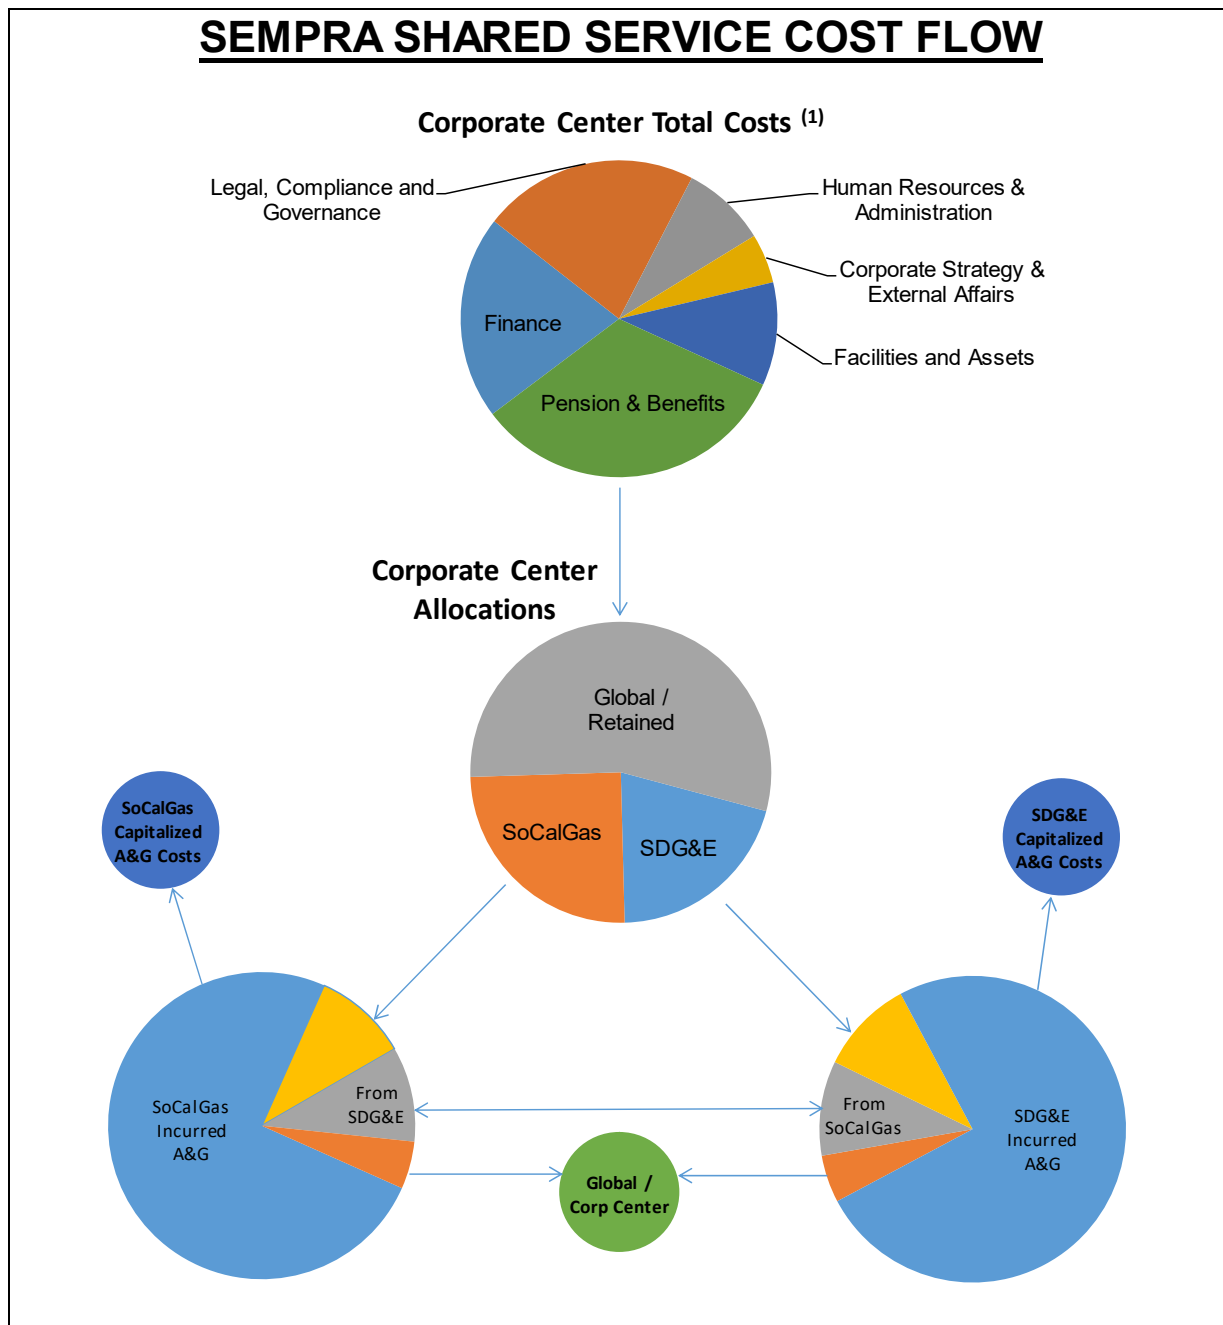 SEMPRA SHARED SERVICE COST FLOW
Corporate Center Total Costs (1)
Legal, Compliance and
Governance
Human Resources &
Administration
Corporate Strategy &
External Affairs
Finance
Facilities and Assets
Pension & Benefits
Corporate Center
Allocations
Global /
Retained
SoCalGas
SDG&E
SoCalGas
Capitalized
A&G Costs
SDG&E
Capitalized
A&G Costs
SoCalGas
Incurred
A&G
From
SDG&E
From
SoCalGas
SDG&E
Incurred
A&G
Global /
Corp Center